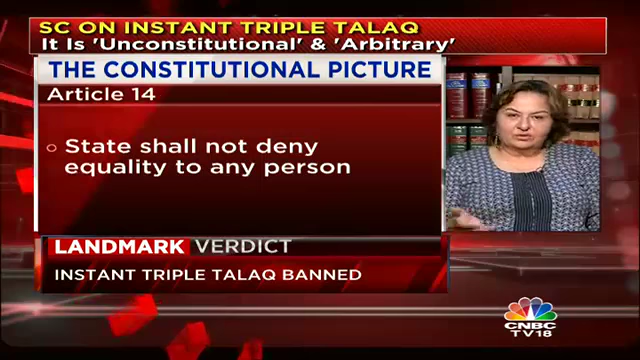 SC ON INSTANT TRIPLE TALAQ
It Is 'Unconstitutional' & 'Arbitrary'
THE CONSTITUTIONAL PICTURE
Article 14
State shall not deny
equality to any person
LANDMARK VERDICT
INSTANT TRIPLE TALAQ BANNED
CNBC
TV18